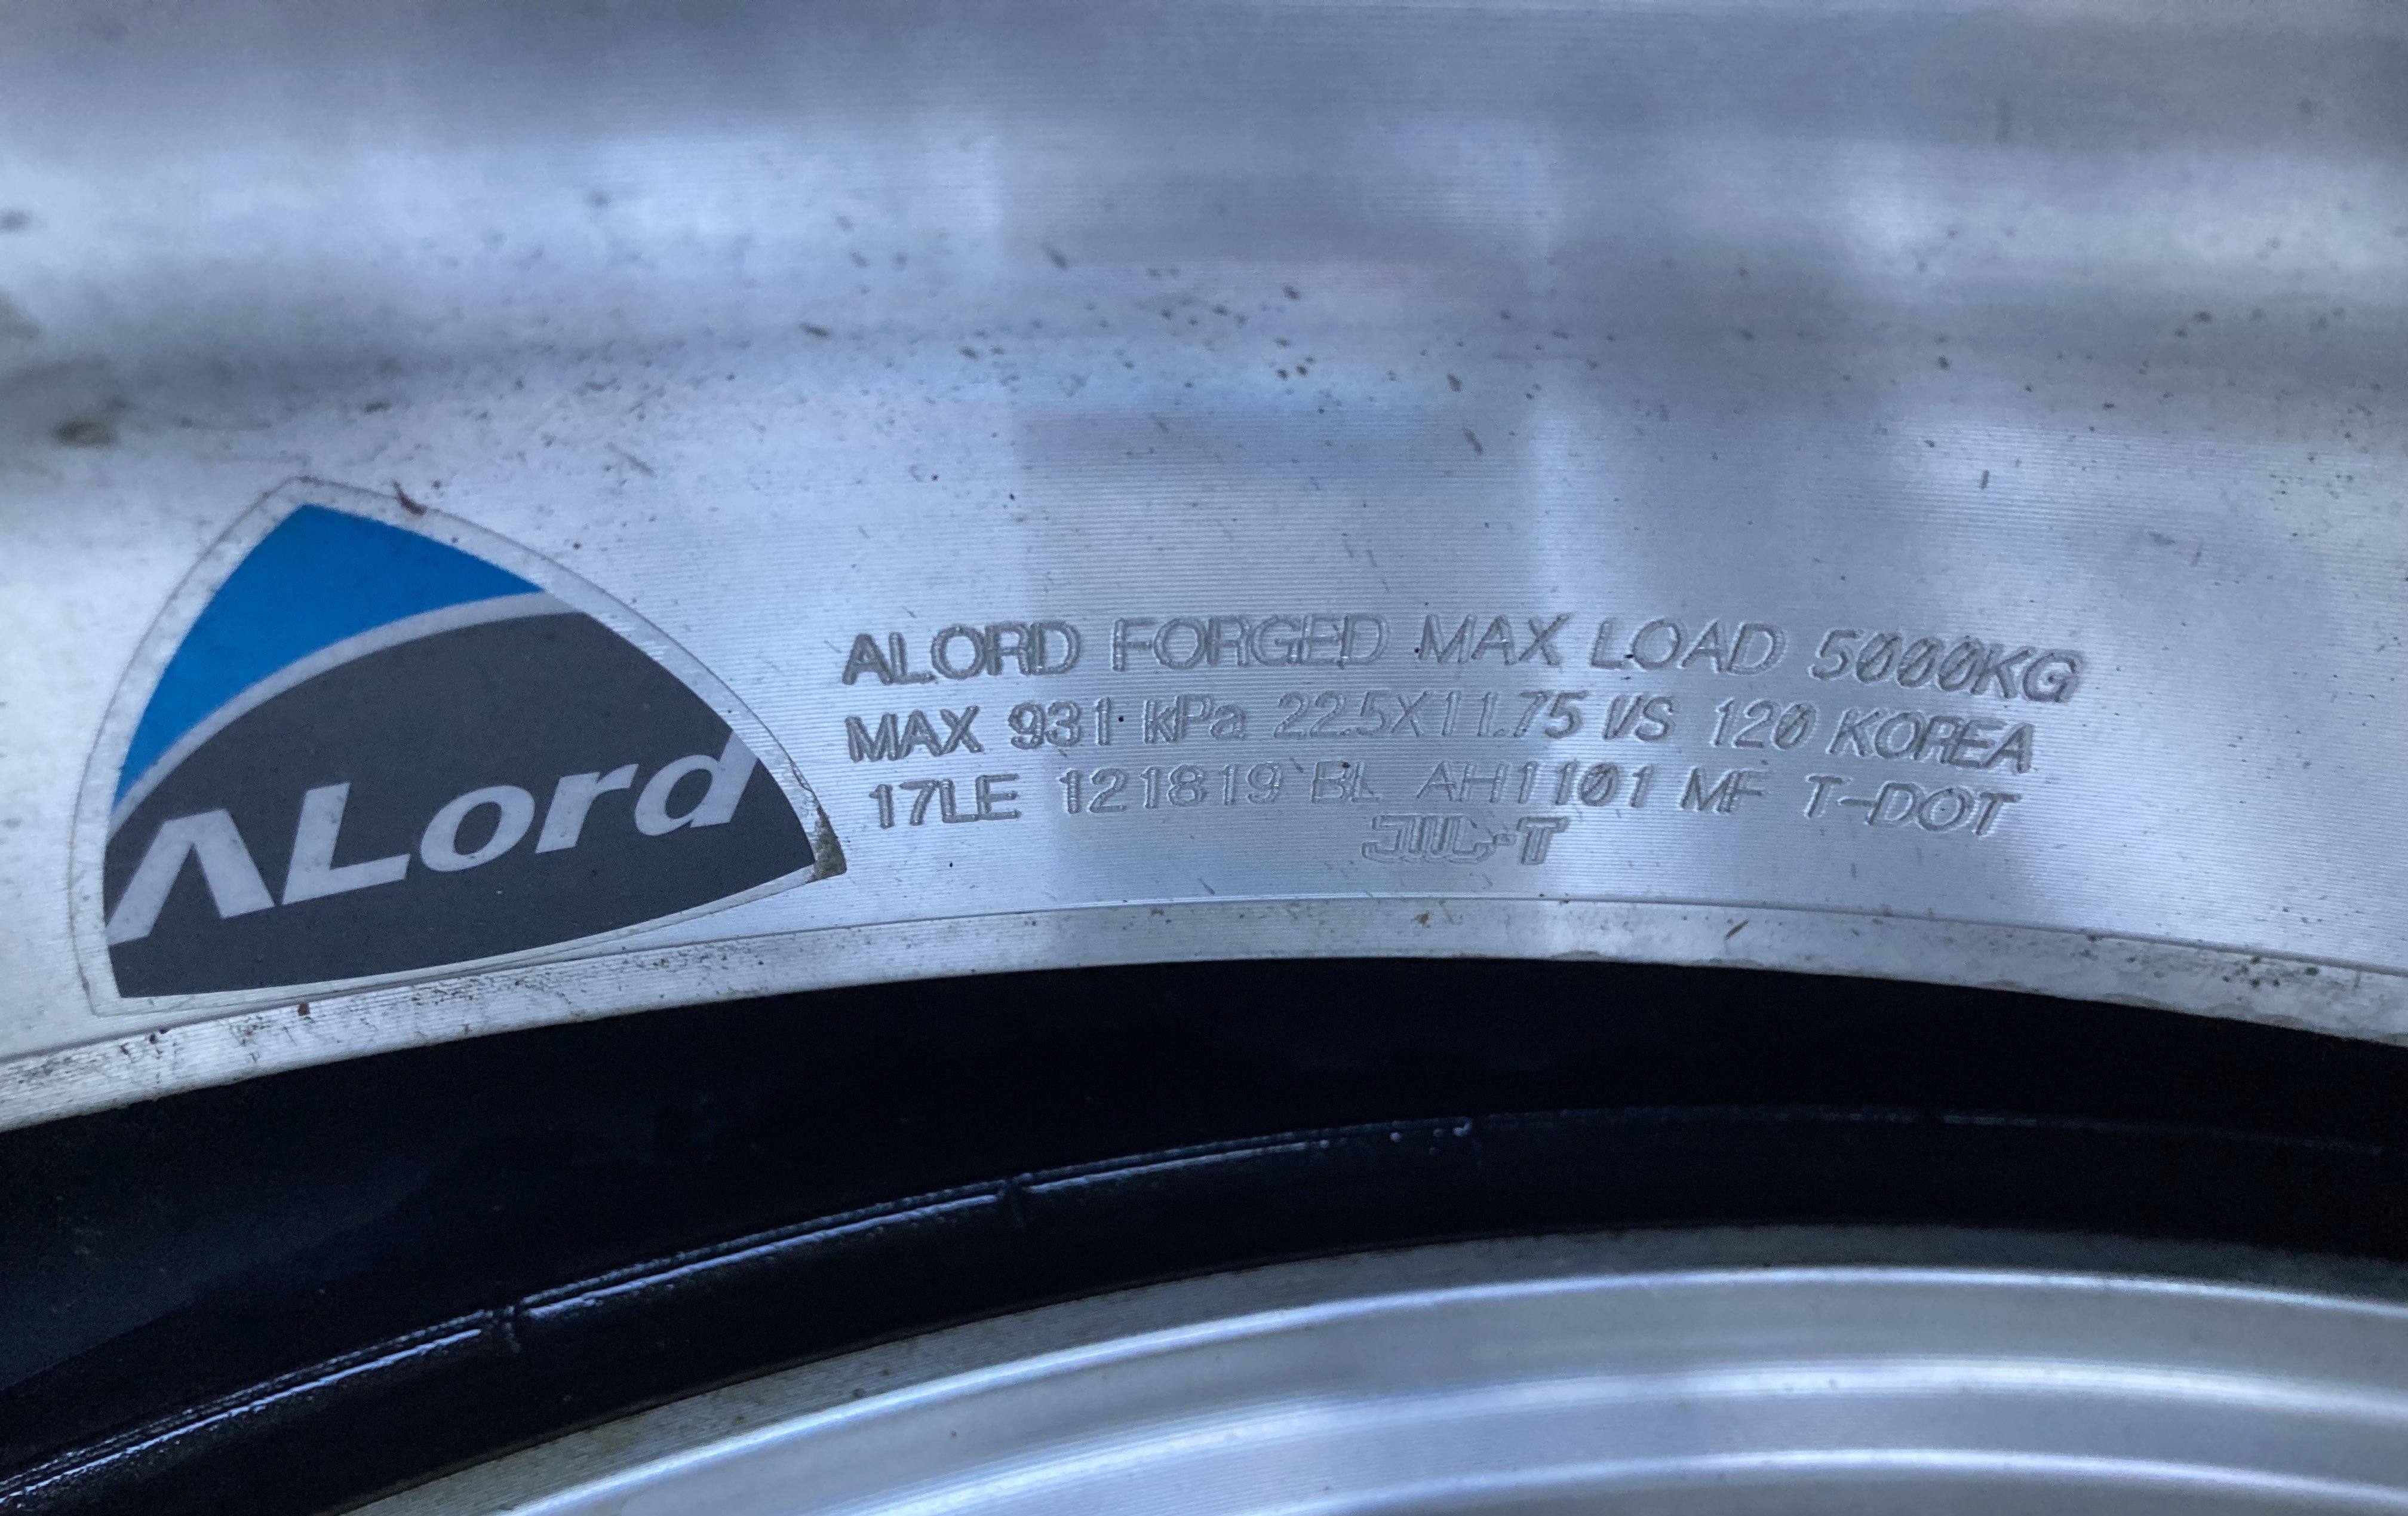 ALord
ALORD FORGED MAX LOAD 5000KG
MAX 931 kPa 22.5X11.75 I/S 120 KOREA
17LE 121819 BL AH1101 MF T-DOT
JWL-T